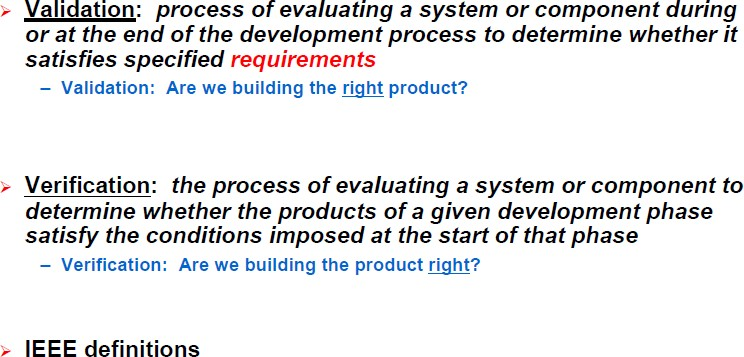 ➢ Validation: process of evaluating a system or component during
or at the end of the development process to determine whether it
satisfies specified requirements
– Validation: Are we building the right product?
➢ Verification: the process of evaluating a system or component to
determine whether the products of a given development phase
satisfy the conditions imposed at the start of that phase
– Verification: Are we building the product right?
➢ IEEE definitions